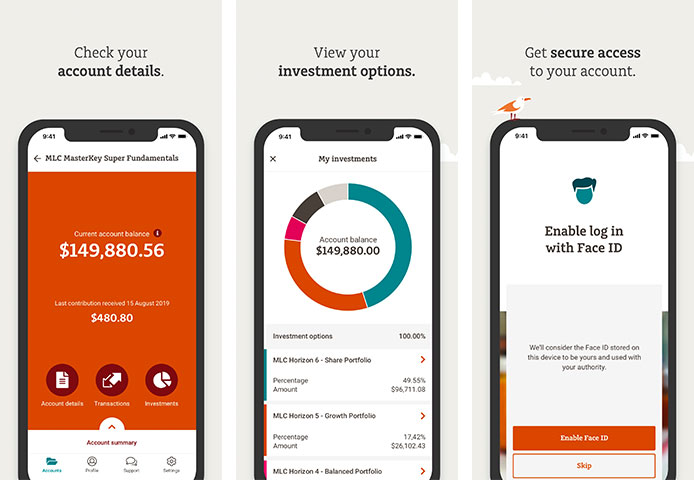 Check your
account details.
9:41
MLC MasterKey Super Fundamentals
Current account balance
$149,880.56
Last contribution received 15 August 2019
$480.80
Account details
Transactions
Investments
Account summary
Accounts
Profile
Support
Settings
View your
investment options.
9:41
My investments
Account balance
$149,880.00
Investment options 100.00%
MLC Horizon 6 - Share Portfolio
Percentage 49.55%
Amount $96,711.08
MLC Horizon 5 - Growth Portfolio
Percentage 17,42%
Amount $26,102.43
MLC Horizon 4 - Balanced Portfolio
Get secure access
to your account.
9:41
Enable log in
with Face ID
We'll consider the Face ID stored on
this device to be yours and used with
your authority.
Enable Face ID
Skip